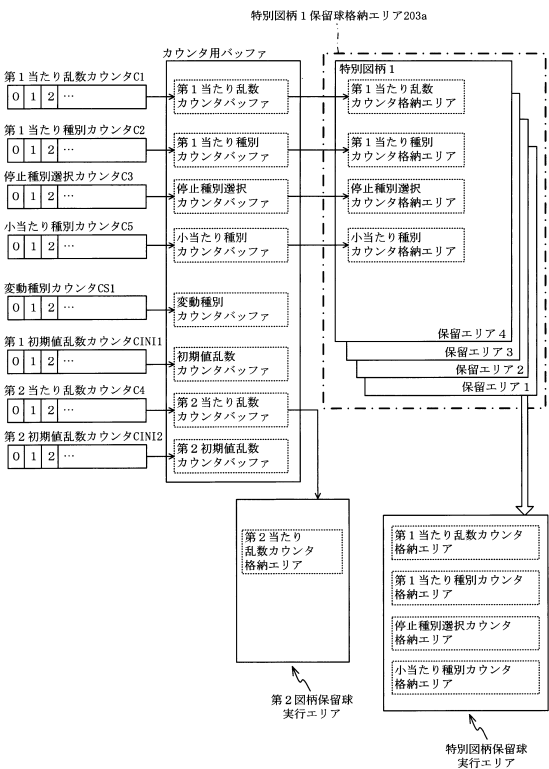 特別図柄１保留球格納エリア203a
カウンタ用バッファ
第１当たり乱数カウンタC1
0 1 2 …
第１当たり乱数
カウンタバッファ
特別図柄１
第１当たり乱数
カウンタ格納エリア
第１当たり種別カウンタC2
0 1 2 …
第１当たり種別
カウンタバッファ
第１当たり種別
カウンタ格納エリア
停止種別選択カウンタC3
0 1 2 …
停止種別選択
カウンタバッファ
停止種別選択
カウンタ格納エリア
小当たり種別カウンタC5
0 1 2 …
小当たり種別
カウンタバッファ
小当たり種別
カウンタ格納エリア
変動種別カウンタCS1
0 1 2 …
変動種別
カウンタバッファ
保留エリア４
保留エリア３
保留エリア２
保留エリア１
第１初期値乱数カウンタCINI1
0 1 2 …
初期値乱数
カウンタバッファ
第２当たり乱数カウンタC4
0 1 2 …
第２当たり乱数
カウンタバッファ
第２初期値乱数カウンタCINI2
0 1 2 …
第２初期値乱数
カウンタバッファ
第２当たり
乱数カウンタ
格納エリア
第２図柄保留球
実行エリア
第１当たり乱数カウンタ
格納エリア
第１当たり種別カウンタ
格納エリア
停止種別選択カウンタ
格納エリア
小当たり種別カウンタ
格納エリア
特別図柄保留球
実行エリア